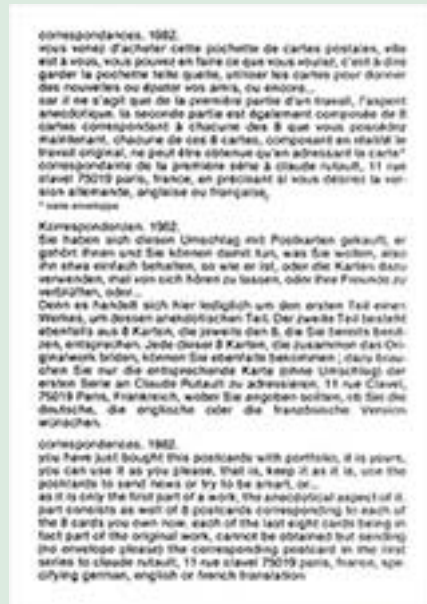 correspondances. 1982.
vous venez d'acheter cette pochette de cartes postales, elle
est à vous, vous pouvez en faire ce que vous voulez, c'est à dire
garder la pochette telle quelle, utiliser les cartes pour donner
des nouvelles ou épater vos amis, ou encore...
car il ne s'agit que de la première partie d'un travail, l'aspect
anecdotique. la seconde partie est également composée de 8
cartes correspondant à chacune des 8 que vous possédez
maintenant, chacune de ces 8 cartes, composant en réalité le
travail original, ne peut être obtenue qu'en adressant la carte*
correspondante de la première série à claude rutault, 11 rue
clavel 75019 paris, france, en précisant si vous désirez la ver-
sion allemande, anglaise ou française.
* sans enveloppe
Korrespondenzen. 1982.
Sie haben sich diesen Umschlag mit Postkarten gekauft, er
gehört Ihnen und Sie können damit tun, was Sie wollen, also
ihn etwa einfach behalten, so wie er ist, oder die Karten dazu
verwenden, mal von sich hören zu lassen, oder Ihre Freunde zu
verblüffen, oder...
Denn es handelt sich hier lediglich um den ersten Teil eines
Werkes, um dessen anekdotischen Teil. Der zweite Teil besteht
ebenfalls aus 8 Karten, die jeweils den 8, die Sie bereits besit-
zen, entsprechen. Jede dieser 8 Karten, die zusammen das Ori-
ginalwerk bilden, können Sie ebenfalls bekommen ; dazu brau-
chen Sie nur die entsprechende Karte (ohne Umschlag) der
ersten Serie an Claude Rutault zu adressieren, 11 rue Clavel,
75019 Paris, Frankreich, wobei Sie angeben sollten, ob Sie die
deutsche, die englische oder die französische Version
wünschen.
correspondences. 1982.
you have just bought this postcards with portfolio, it is yours,
you can use it as you please, that is, keep it as it is, use the
postcards to send news or try to be smart, or...
as it is only the first part of a work, the anecdotical aspect of it.
part consists as well of 8 postcards corresponding to each of
the 8 cards you own now, each of the last eight cards being in
fact part of the original work, cannot be obtained but sending
(no envelope please) the corresponding postcard in the first
series to claude rutault, 11 rue clavel 75019 paris, france, spe-
cifying german, english or french translation